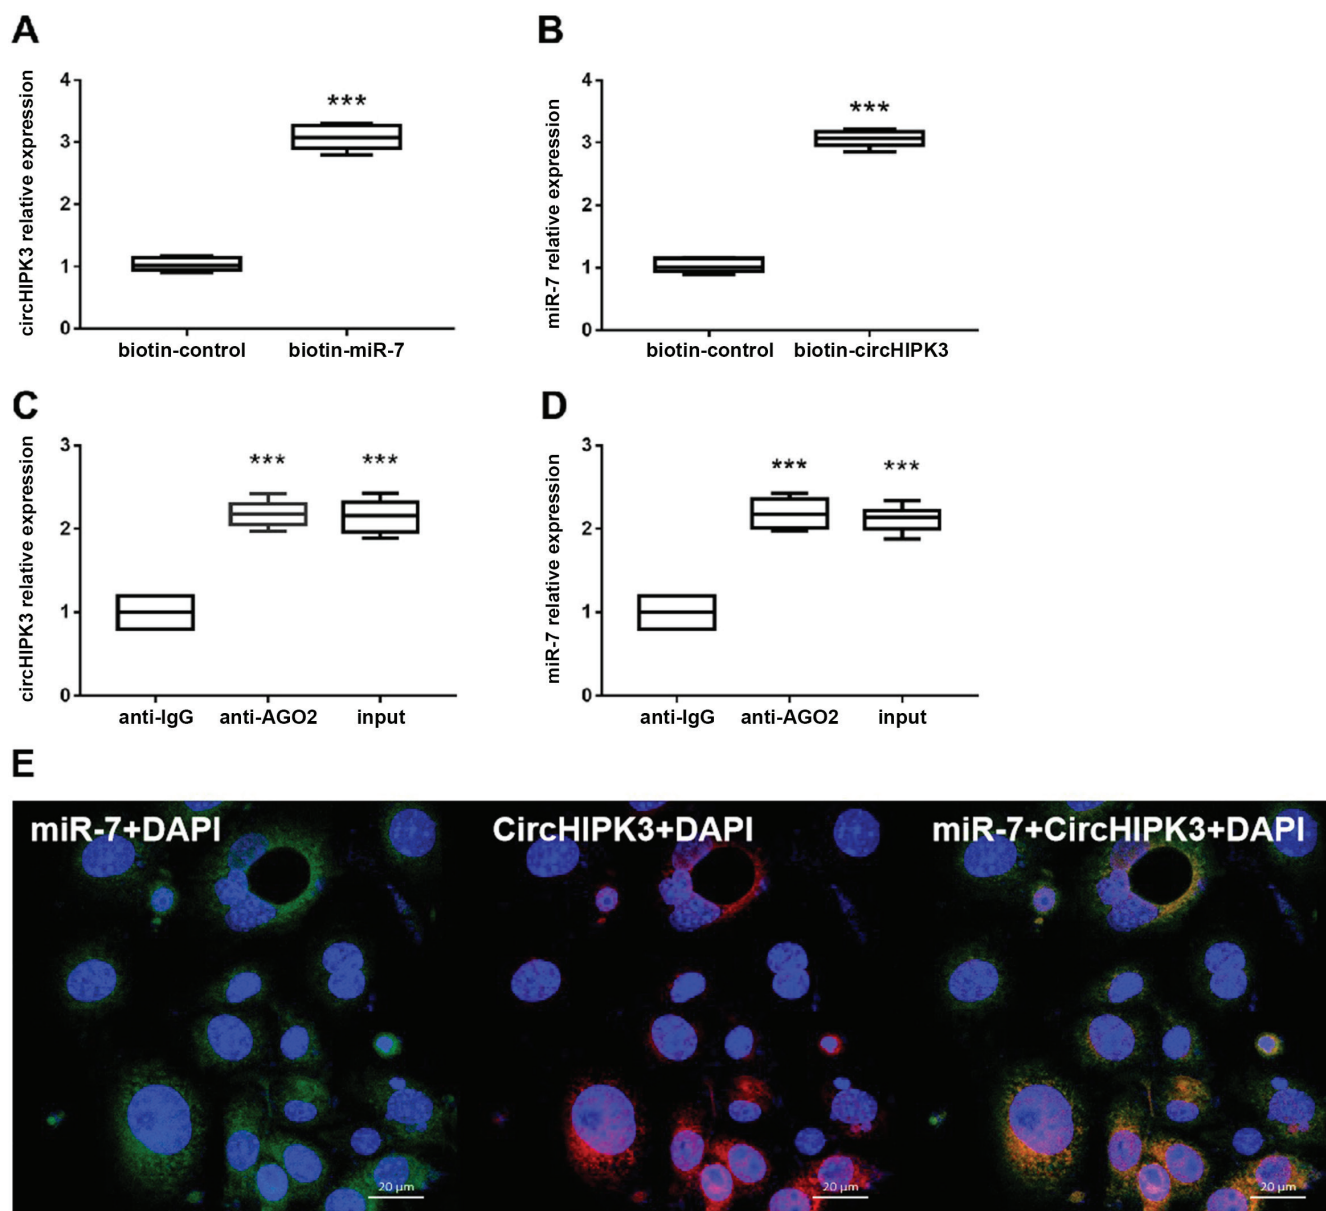 A
circHIPK3 relative expression
4
3
2
1
0
***
biotin-control
biotin-miR-7
B
miR-7 relative expression
4
3
2
1
0
***
biotin-control
biotin-circHIPK3
C
circHIPK3 relative expression
3
2
1
0
***
***
anti-IgG
anti-AGO2
input
D
miR-7 relative expression
3
2
1
0
***
***
anti-IgG
anti-AGO2
input
E
miR-7+DAPI
CircHIPK3+DAPI
miR-7+CircHIPK3+DAPI
20 μm
20 μm
20 μm